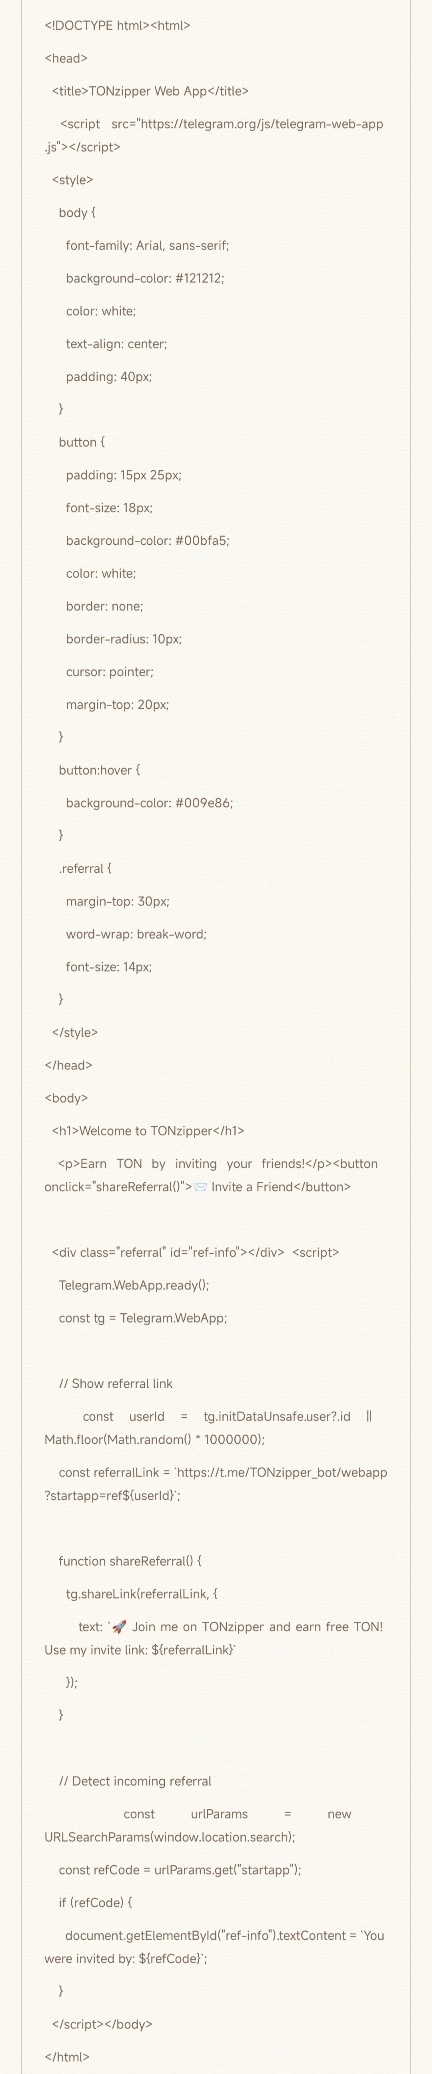 <!DOCTYPE html><html>
<head>
<title>TONzipper Web App</title>
<script src="https://telegram.org/js/telegram-web-app
.js"></script>
<style>
body {
font-family: Arial, sans-serif;
background-color: #121212;
color: white;
text-align: center;
padding: 40px;
}
button {
padding: 15px 25px;
font-size: 18px;
background-color: #00bfa5;
color: white;
border: none;
border-radius: 10px;
cursor: pointer;
margin-top: 20px;
}
button:hover {
background-color: #009e86;
}
.referral {
margin-top: 30px;
word-wrap: break-word;
font-size: 14px;
}
</style>
</head>
<body>
<h1>Welcome to TONzipper</h1>
<p>Earn TON by inviting your friends!</p><button
onclick="shareReferral()">📨 Invite a Friend</button>
<div class="referral" id="ref-info"></div> <script>
Telegram.WebApp.ready();
const tg = Telegram.WebApp;
// Show referral link
const userId = tg.initDataUnsafe.user?.id ||
Math.floor(Math.random() * 1000000);
const referralLink = `https://t.me/TONzipper_bot/webapp
?startapp=ref${userId}`;
function shareReferral() {
tg.shareLink(referralLink, {
text: `🚀 Join me on TONzipper and earn free TON!
Use my invite link: ${referralLink}`
});
}
// Detect incoming referral
const urlParams = new
URLSearchParams(window.location.search);
const refCode = urlParams.get("startapp");
if (refCode) {
document.getElementById("ref-info").textContent = `You
were invited by: ${refCode}`;
}
</script></body>
</html>